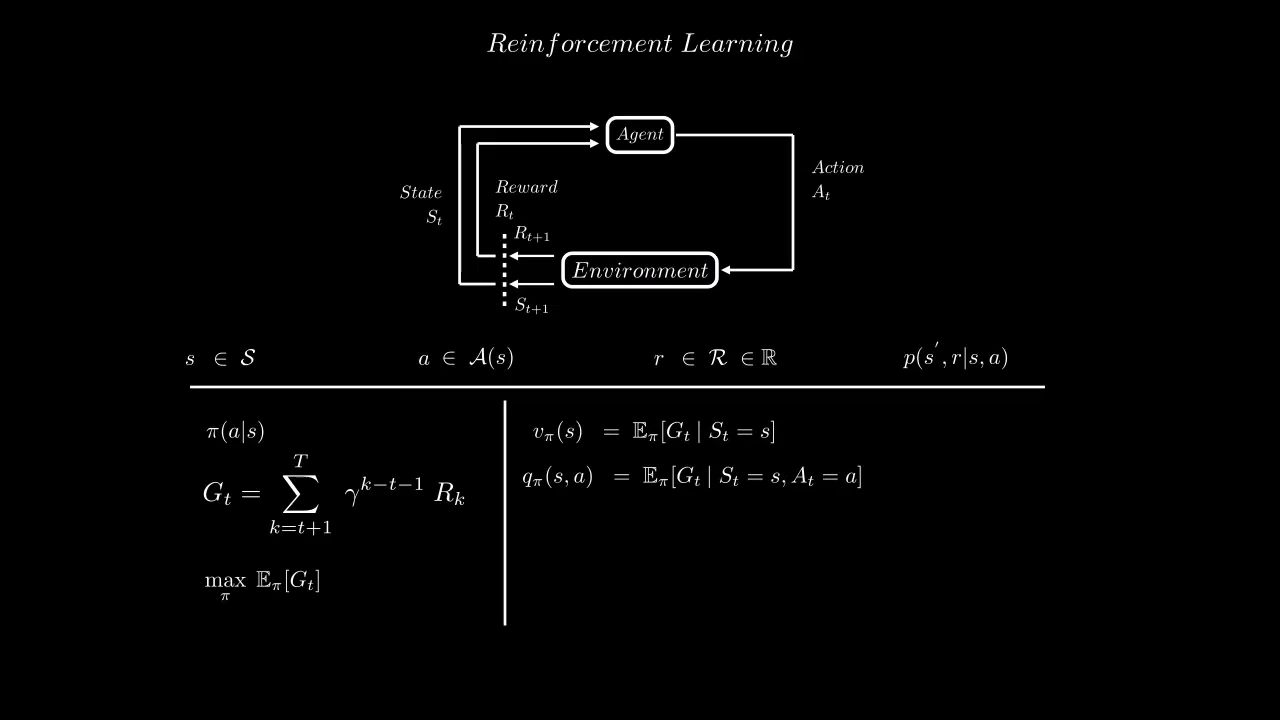 Reinforcement Learning
Agent
Action
A_t
State
S_t
Reward
R_t
R_{t+1}
Environment
S_{t+1}
s ∈ 𝒮
a ∈ 𝒜(s)
r ∈ ℛ ∈ ℝ
p(s', r|s, a)
π(a|s)
G_t = ∑_{k=t+1}^{T} γ^{k−t−1} R_k
max_π 𝔼_π[G_t]
v_π(s) = 𝔼_π[G_t | S_t = s]
q_π(s, a) = 𝔼_π[G_t | S_t = s, A_t = a]